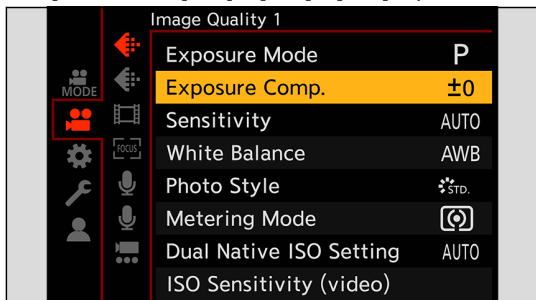 Image Quality 1
Exposure Mode P
Exposure Comp. ±0
Sensitivity AUTO
White Balance AWB
Photo Style STD.
Metering Mode
Dual Native ISO Setting AUTO
ISO Sensitivity (video)
MODE
FOCUS